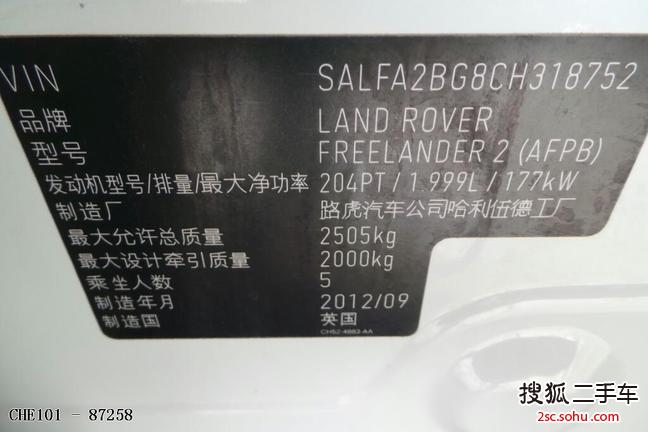 VIN SALFA2BG8CH318752
品牌 LAND ROVER
型号 FREELANDER 2 (AFPB)
发动机型号/排量/最大净功率 204PT / 1.999L / 177kW
制造厂 路虎汽车公司哈利伍德工厂
最大允许总质量 2505kg
最大设计牵引质量 2000kg
乘坐人数 5
制造年月 2012/09
制造国 英国
CH52-4883-AA
CHE101 - 87258
搜狐二手车
2sc.sohu.com